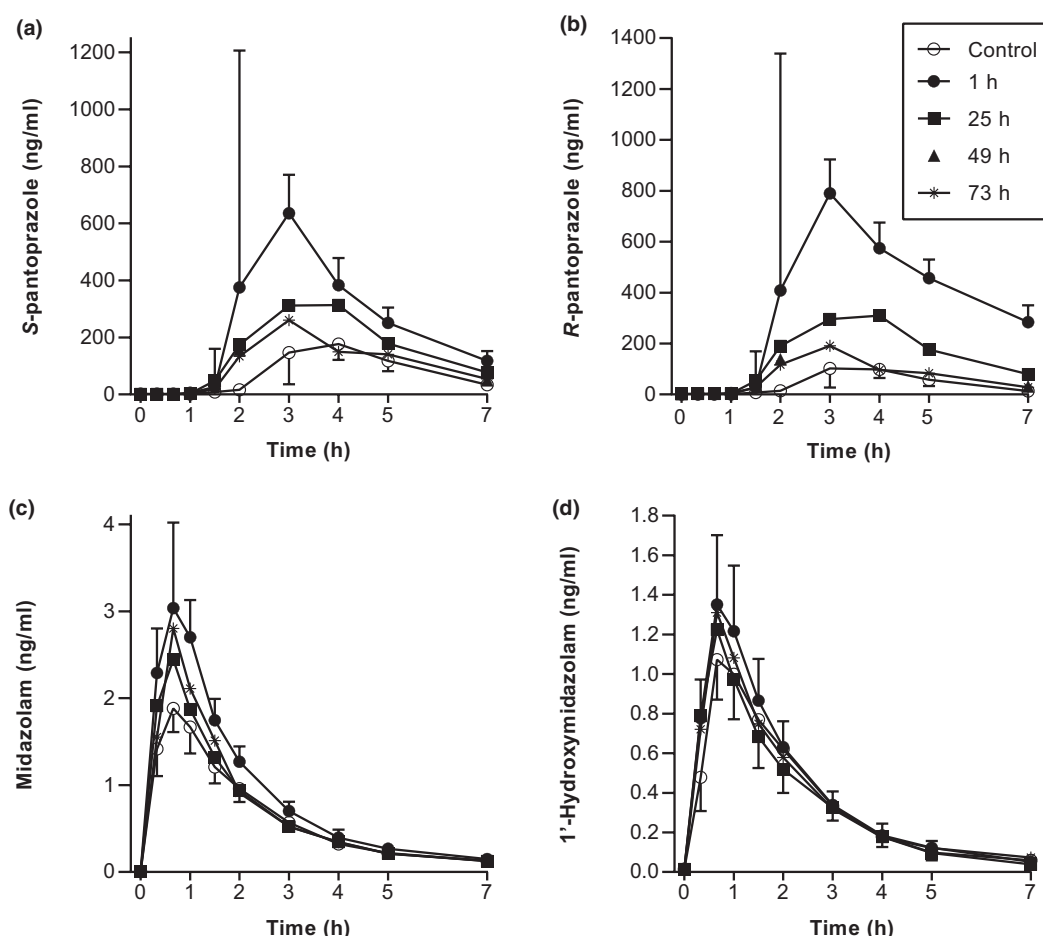 (a)
1200
1000
800
600
400
200
0
S-pantoprazole (ng/ml)
0 1 2 3 4 5 7
Time (h)
(b)
1400
1200
1000
800
600
400
200
0
R-pantoprazole (ng/ml)
0 1 2 3 4 5 7
Time (h)
Control
1 h
25 h
49 h
73 h
(c)
4
3
2
1
0
Midazolam (ng/ml)
0 1 2 3 4 5 7
Time (h)
(d)
1.8
1.6
1.4
1.2
1.0
0.8
0.6
0.4
0.2
0.0
1’-Hydroxymidazolam (ng/ml)
0 1 2 3 4 5 7
Time (h)